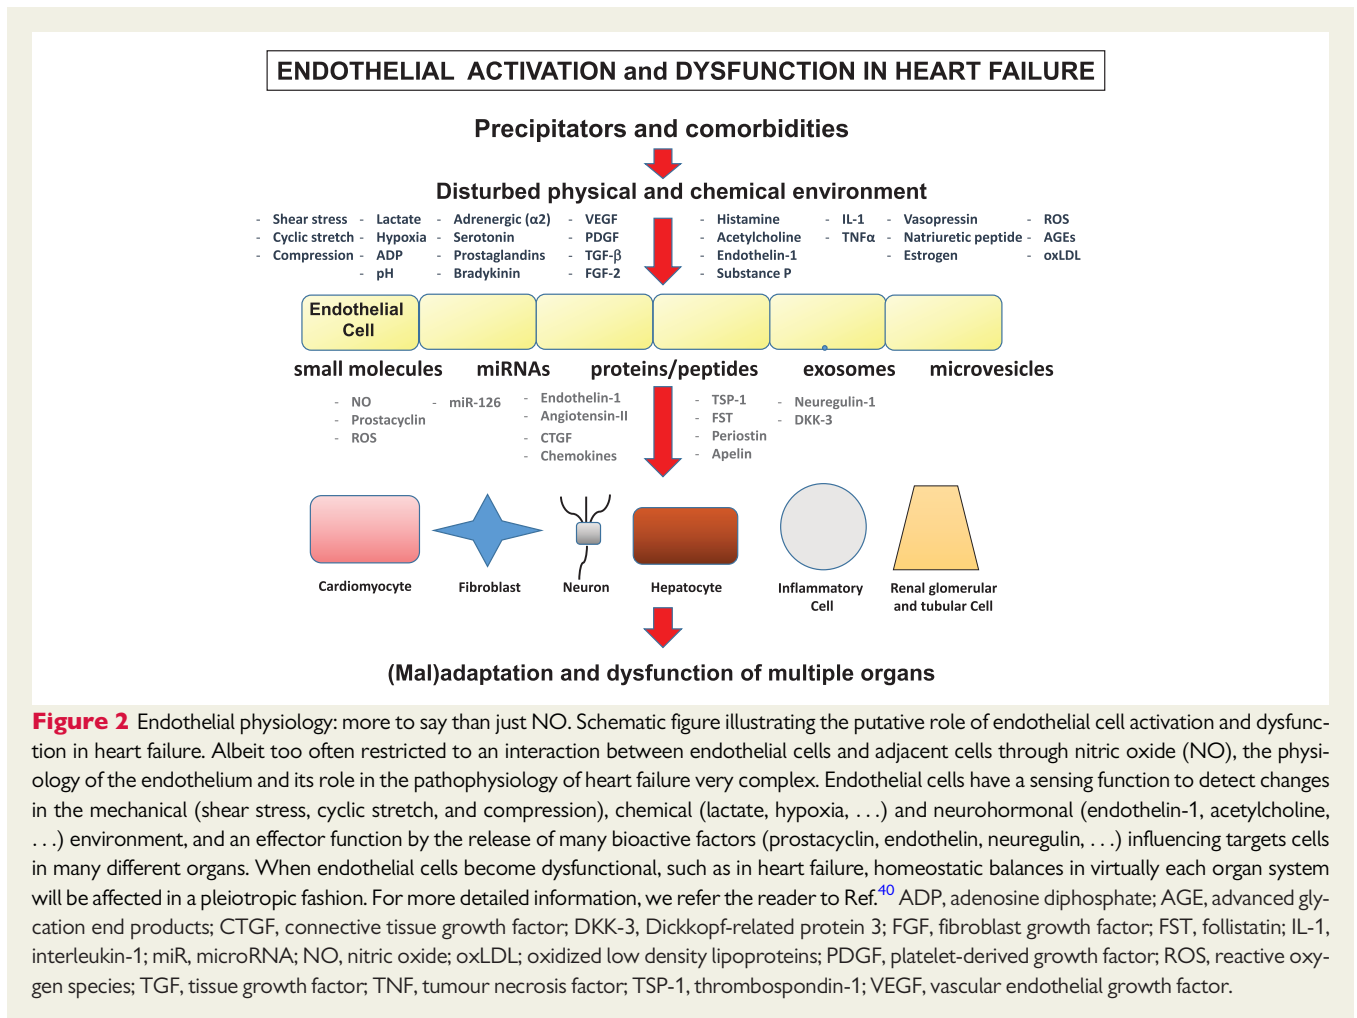 ENDOTHELIAL ACTIVATION and DYSFUNCTION IN HEART FAILURE
Precipitators and comorbidities
Disturbed physical and chemical environment
- Shear stress - Lactate - Adrenergic (α2) - VEGF - Histamine - IL-1 - Vasopressin - ROS
- Cyclic stretch - Hypoxia - Serotonin - PDGF - Acetylcholine - TNFα - Natriuretic peptide - AGEs
- Compression - ADP - Prostaglandins - TGF-β - Endothelin-1 - Estrogen - oxLDL
- pH - Bradykinin - FGF-2 - Substance P
Endothelial
Cell
small molecules miRNAs proteins/peptides exosomes microvesicles
- NO - miR-126 - Endothelin-1 - TSP-1 - Neuregulin-1
- Prostacyclin - Angiotensin-II - FST - DKK-3
- ROS - CTGF - Periostin
- Chemokines - Apelin
Cardiomyocyte Fibroblast Neuron Hepatocyte Inflammatory Renal glomerular
Cell and tubular Cell
(Mal)adaptation and dysfunction of multiple organs
Figure 2 Endothelial physiology: more to say than just NO. Schematic figure illustrating the putative role of endothelial cell activation and dysfunc-
tion in heart failure. Albeit too often restricted to an interaction between endothelial cells and adjacent cells through nitric oxide (NO), the physi-
ology of the endothelium and its role in the pathophysiology of heart failure very complex. Endothelial cells have a sensing function to detect changes
in the mechanical (shear stress, cyclic stretch, and compression), chemical (lactate, hypoxia, . . .) and neurohormonal (endothelin-1, acetylcholine,
. . .) environment, and an effector function by the release of many bioactive factors (prostacyclin, endothelin, neuregulin, . . .) influencing targets cells
in many different organs. When endothelial cells become dysfunctional, such as in heart failure, homeostatic balances in virtually each organ system
will be affected in a pleiotropic fashion. For more detailed information, we refer the reader to Ref.40 ADP, adenosine diphosphate; AGE, advanced gly-
cation end products; CTGF, connective tissue growth factor; DKK-3, Dickkopf-related protein 3; FGF, fibroblast growth factor; FST, follistatin; IL-1,
interleukin-1; miR, microRNA; NO, nitric oxide; oxLDL; oxidized low density lipoproteins; PDGF, platelet-derived growth factor; ROS, reactive oxy-
gen species; TGF, tissue growth factor; TNF, tumour necrosis factor; TSP-1, thrombospondin-1; VEGF, vascular endothelial growth factor.